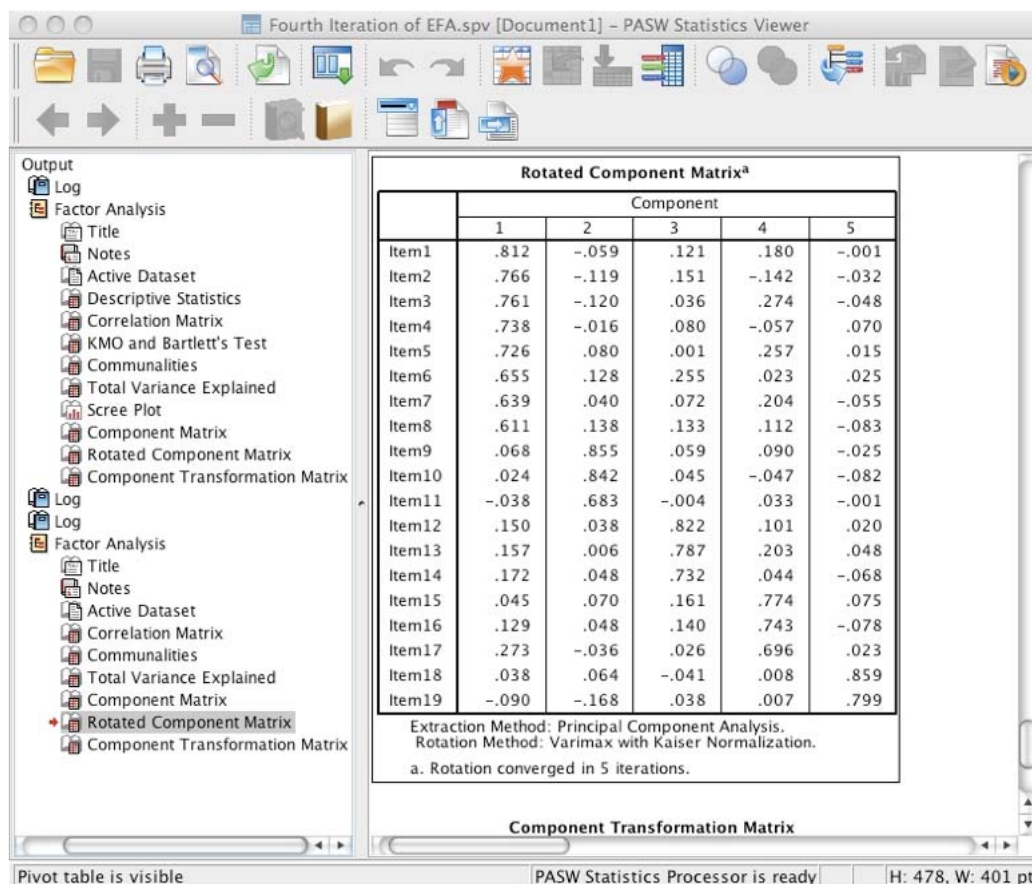 Fourth Iteration of EFA.spv [Document1] – PASW Statistics Viewer
Output
Log
Factor Analysis
Title
Notes
Active Dataset
Descriptive Statistics
Correlation Matrix
KMO and Bartlett's Test
Communalities
Total Variance Explained
Scree Plot
Component Matrix
Rotated Component Matrix
Component Transformation Matrix
Log
Log
Factor Analysis
Title
Notes
Active Dataset
Correlation Matrix
Communalities
Total Variance Explained
Component Matrix
Rotated Component Matrix
Component Transformation Matrix
Rotated Component Matrixa
Component
1 2 3 4 5
Item1 .812 -.059 .121 .180 -.001
Item2 .766 -.119 .151 -.142 -.032
Item3 .761 -.120 .036 .274 -.048
Item4 .738 -.016 .080 -.057 .070
Item5 .726 .080 .001 .257 .015
Item6 .655 .128 .255 .023 .025
Item7 .639 .040 .072 .204 -.055
Item8 .611 .138 .133 .112 -.083
Item9 .068 .855 .059 .090 -.025
Item10 .024 .842 .045 -.047 -.082
Item11 -.038 .683 -.004 .033 -.001
Item12 .150 .038 .822 .101 .020
Item13 .157 .006 .787 .203 .048
Item14 .172 .048 .732 .044 -.068
Item15 .045 .070 .161 .774 .075
Item16 .129 .048 .140 .743 -.078
Item17 .273 -.036 .026 .696 .023
Item18 .038 .064 -.041 .008 .859
Item19 -.090 -.168 .038 .007 .799
Extraction Method: Principal Component Analysis.
Rotation Method: Varimax with Kaiser Normalization.
a. Rotation converged in 5 iterations.
Component Transformation Matrix
Pivot table is visible
PASW Statistics Processor is ready
H: 478, W: 401 pt